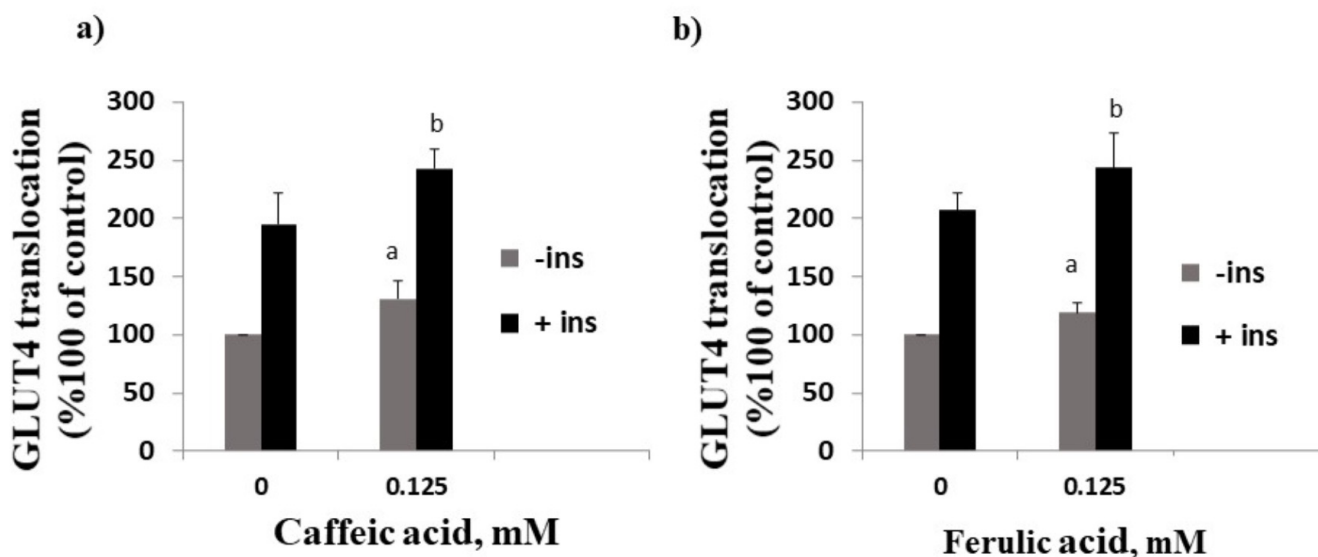 a)
GLUT4 translocation
(%100 of control)
300
250
200
150
100
50
0
a
b
-ins
+ ins
0
0.125
Caffeic acid, mM
b)
GLUT4 translocation
(%100 of control)
300
250
200
150
100
50
0
a
b
-ins
+ ins
0
0.125
Ferulic acid, mM